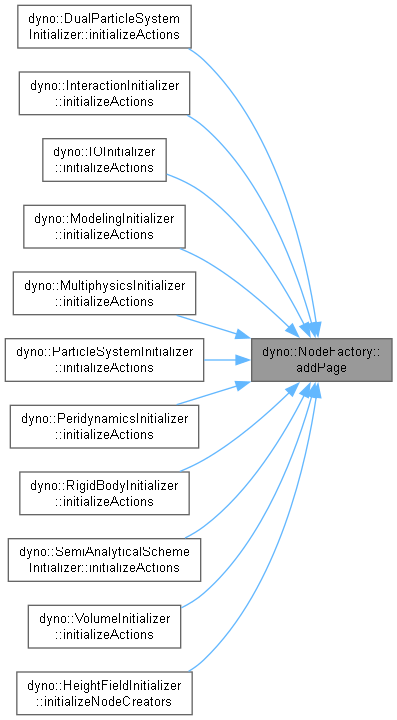 dyno::DualParticleSystem
Initializer::initializeActions
dyno::InteractionInitializer
::initializeActions
dyno::IOInitializer
::initializeActions
dyno::ModelingInitializer
::initializeActions
dyno::MultiphysicsInitializer
::initializeActions
dyno::NodeFactory::
addPage
dyno::ParticleSystemInitializer
::initializeActions
dyno::PeridynamicsInitializer
::initializeActions
dyno::RigidBodyInitializer
::initializeActions
dyno::SemiAnalyticalScheme
Initializer::initializeActions
dyno::VolumeInitializer
::initializeActions
dyno::HeightFieldInitializer
::initializeNodeCreators